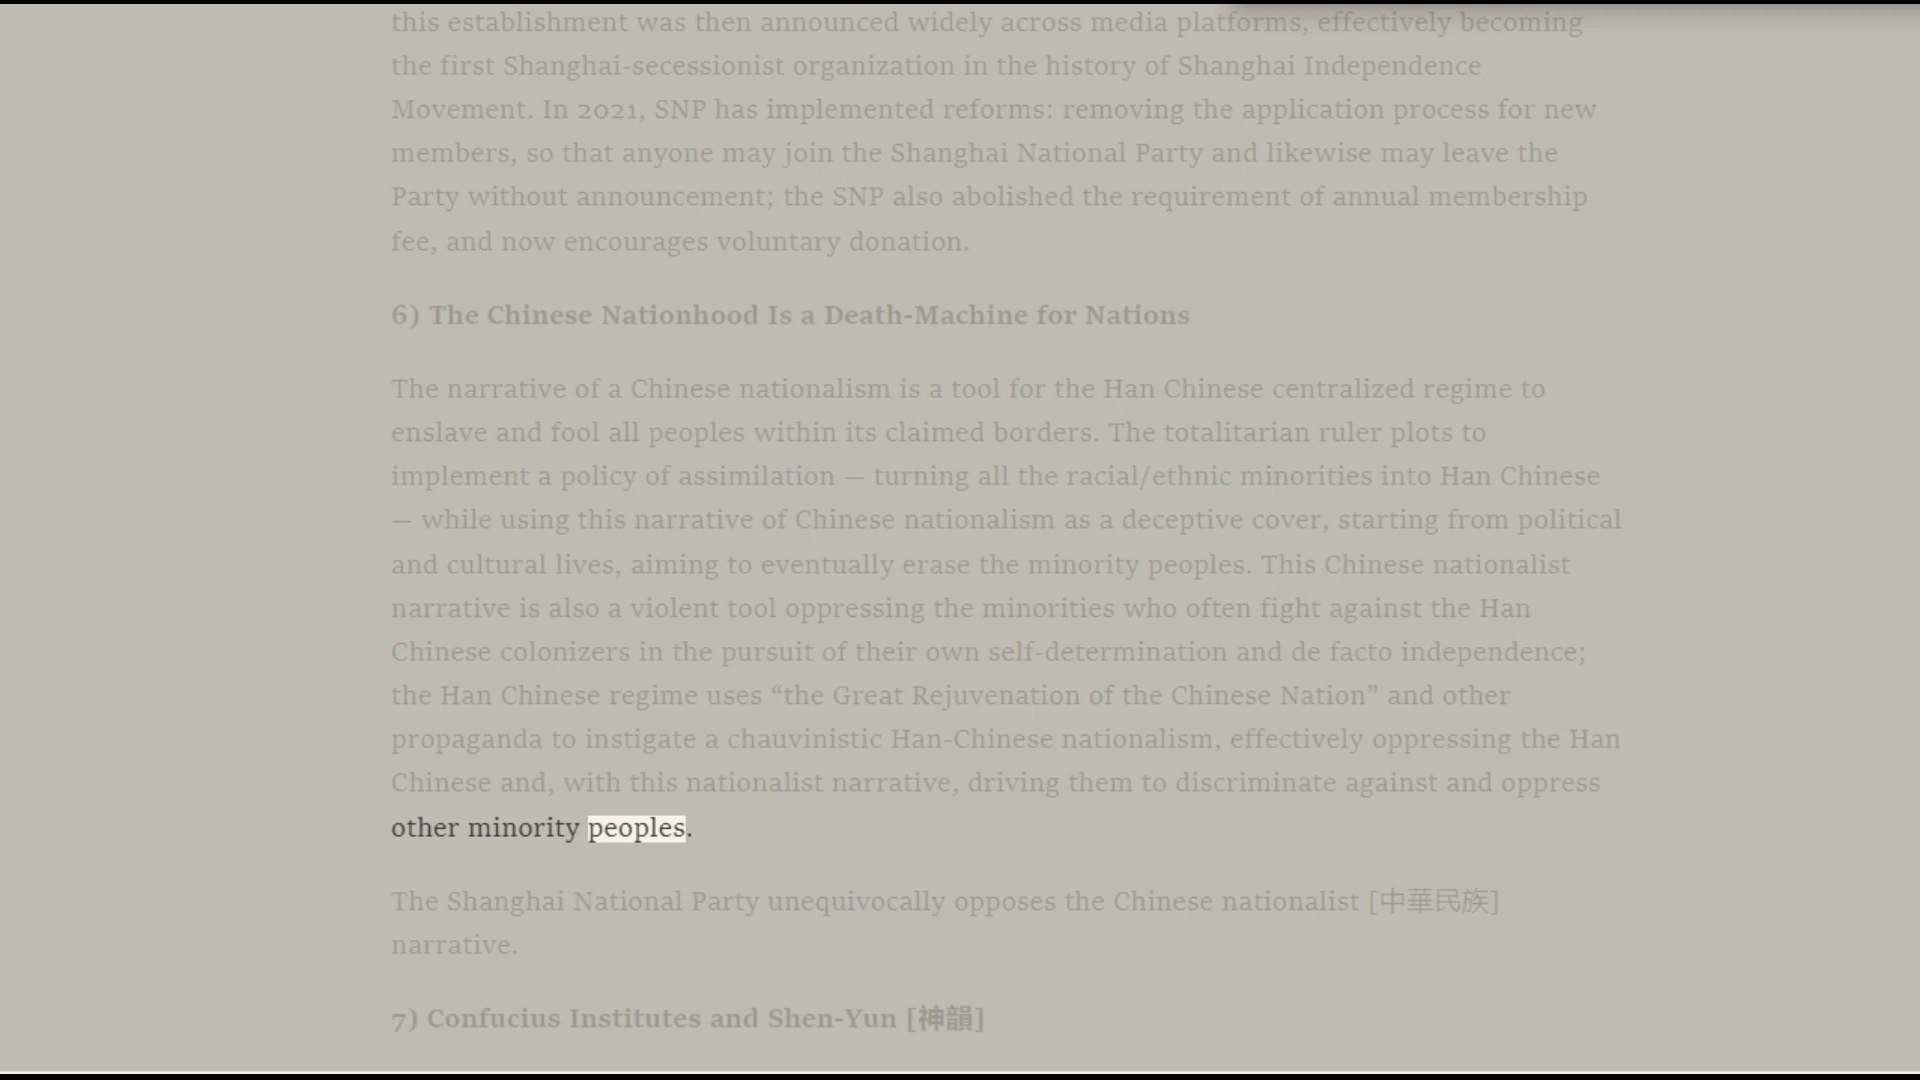 this establishment was then announced widely across media platforms, effectively becoming
the first Shanghai-secessionist organization in the history of Shanghai Independence
Movement. In 2021, SNP has implemented reforms: removing the application process for new
members, so that anyone may join the Shanghai National Party and likewise may leave the
Party without announcement; the SNP also abolished the requirement of annual membership
fee, and now encourages voluntary donation.
6) The Chinese Nationhood Is a Death-Machine for Nations
The narrative of a Chinese nationalism is a tool for the Han Chinese centralized regime to
enslave and fool all peoples within its claimed borders. The totalitarian ruler plots to
implement a policy of assimilation — turning all the racial/ethnic minorities into Han Chinese
— while using this narrative of Chinese nationalism as a deceptive cover, starting from political
and cultural lives, aiming to eventually erase the minority peoples. This Chinese nationalist
narrative is also a violent tool oppressing the minorities who often fight against the Han
Chinese colonizers in the pursuit of their own self-determination and de facto independence;
the Han Chinese regime uses “the Great Rejuvenation of the Chinese Nation” and other
propaganda to instigate a chauvinistic Han-Chinese nationalism, effectively oppressing the Han
Chinese and, with this nationalist narrative, driving them to discriminate against and oppress
other minority peoples.
The Shanghai National Party unequivocally opposes the Chinese nationalist [中華民族]
narrative.
7) Confucius Institutes and Shen-Yun [神韻]